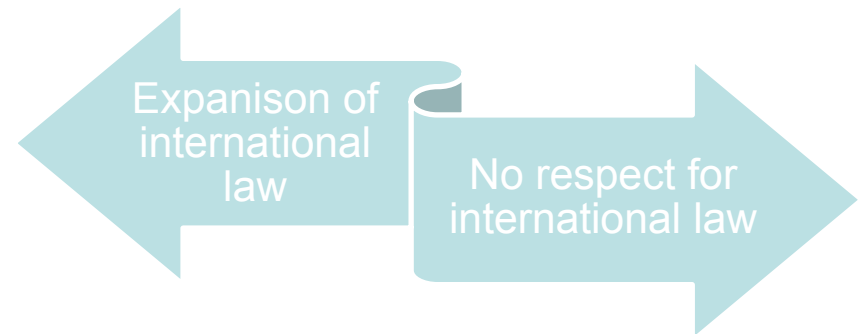 Expanison of
international
law
No respect for
international law